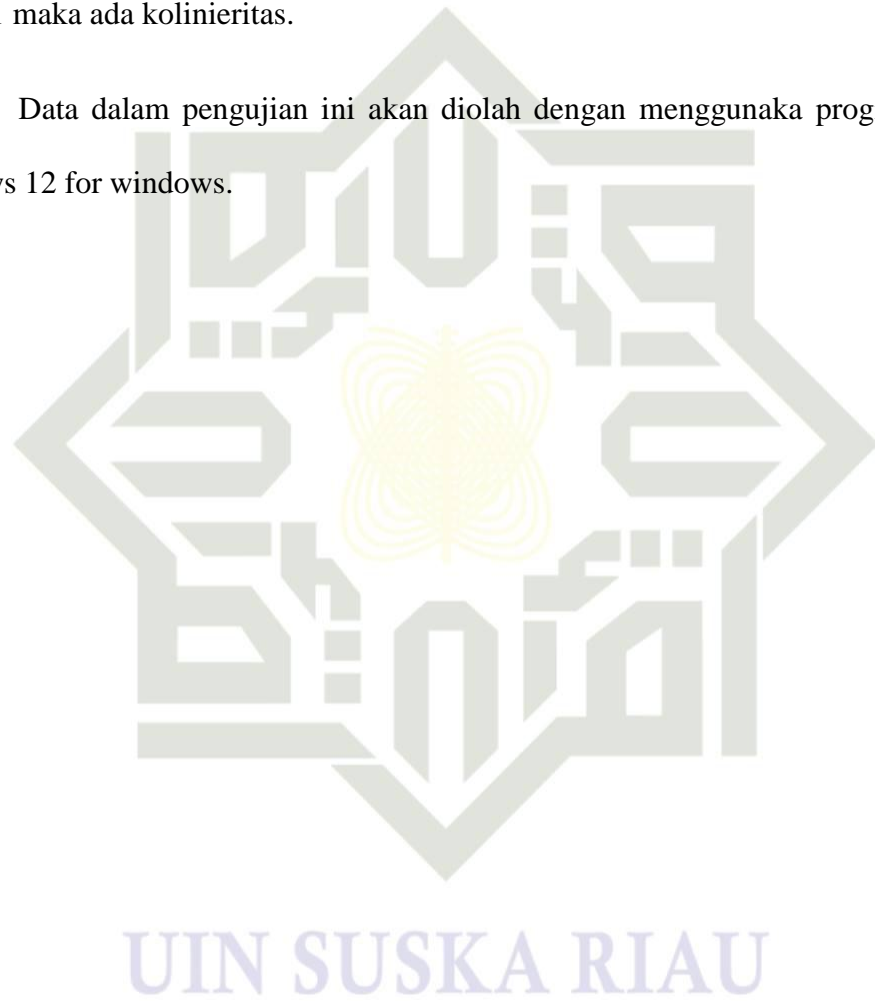 maka ada kolinieritas.
Data dalam pengujian ini akan diolah dengan menggunaka prog
12 for windows.
UIN SUSKA RIAU